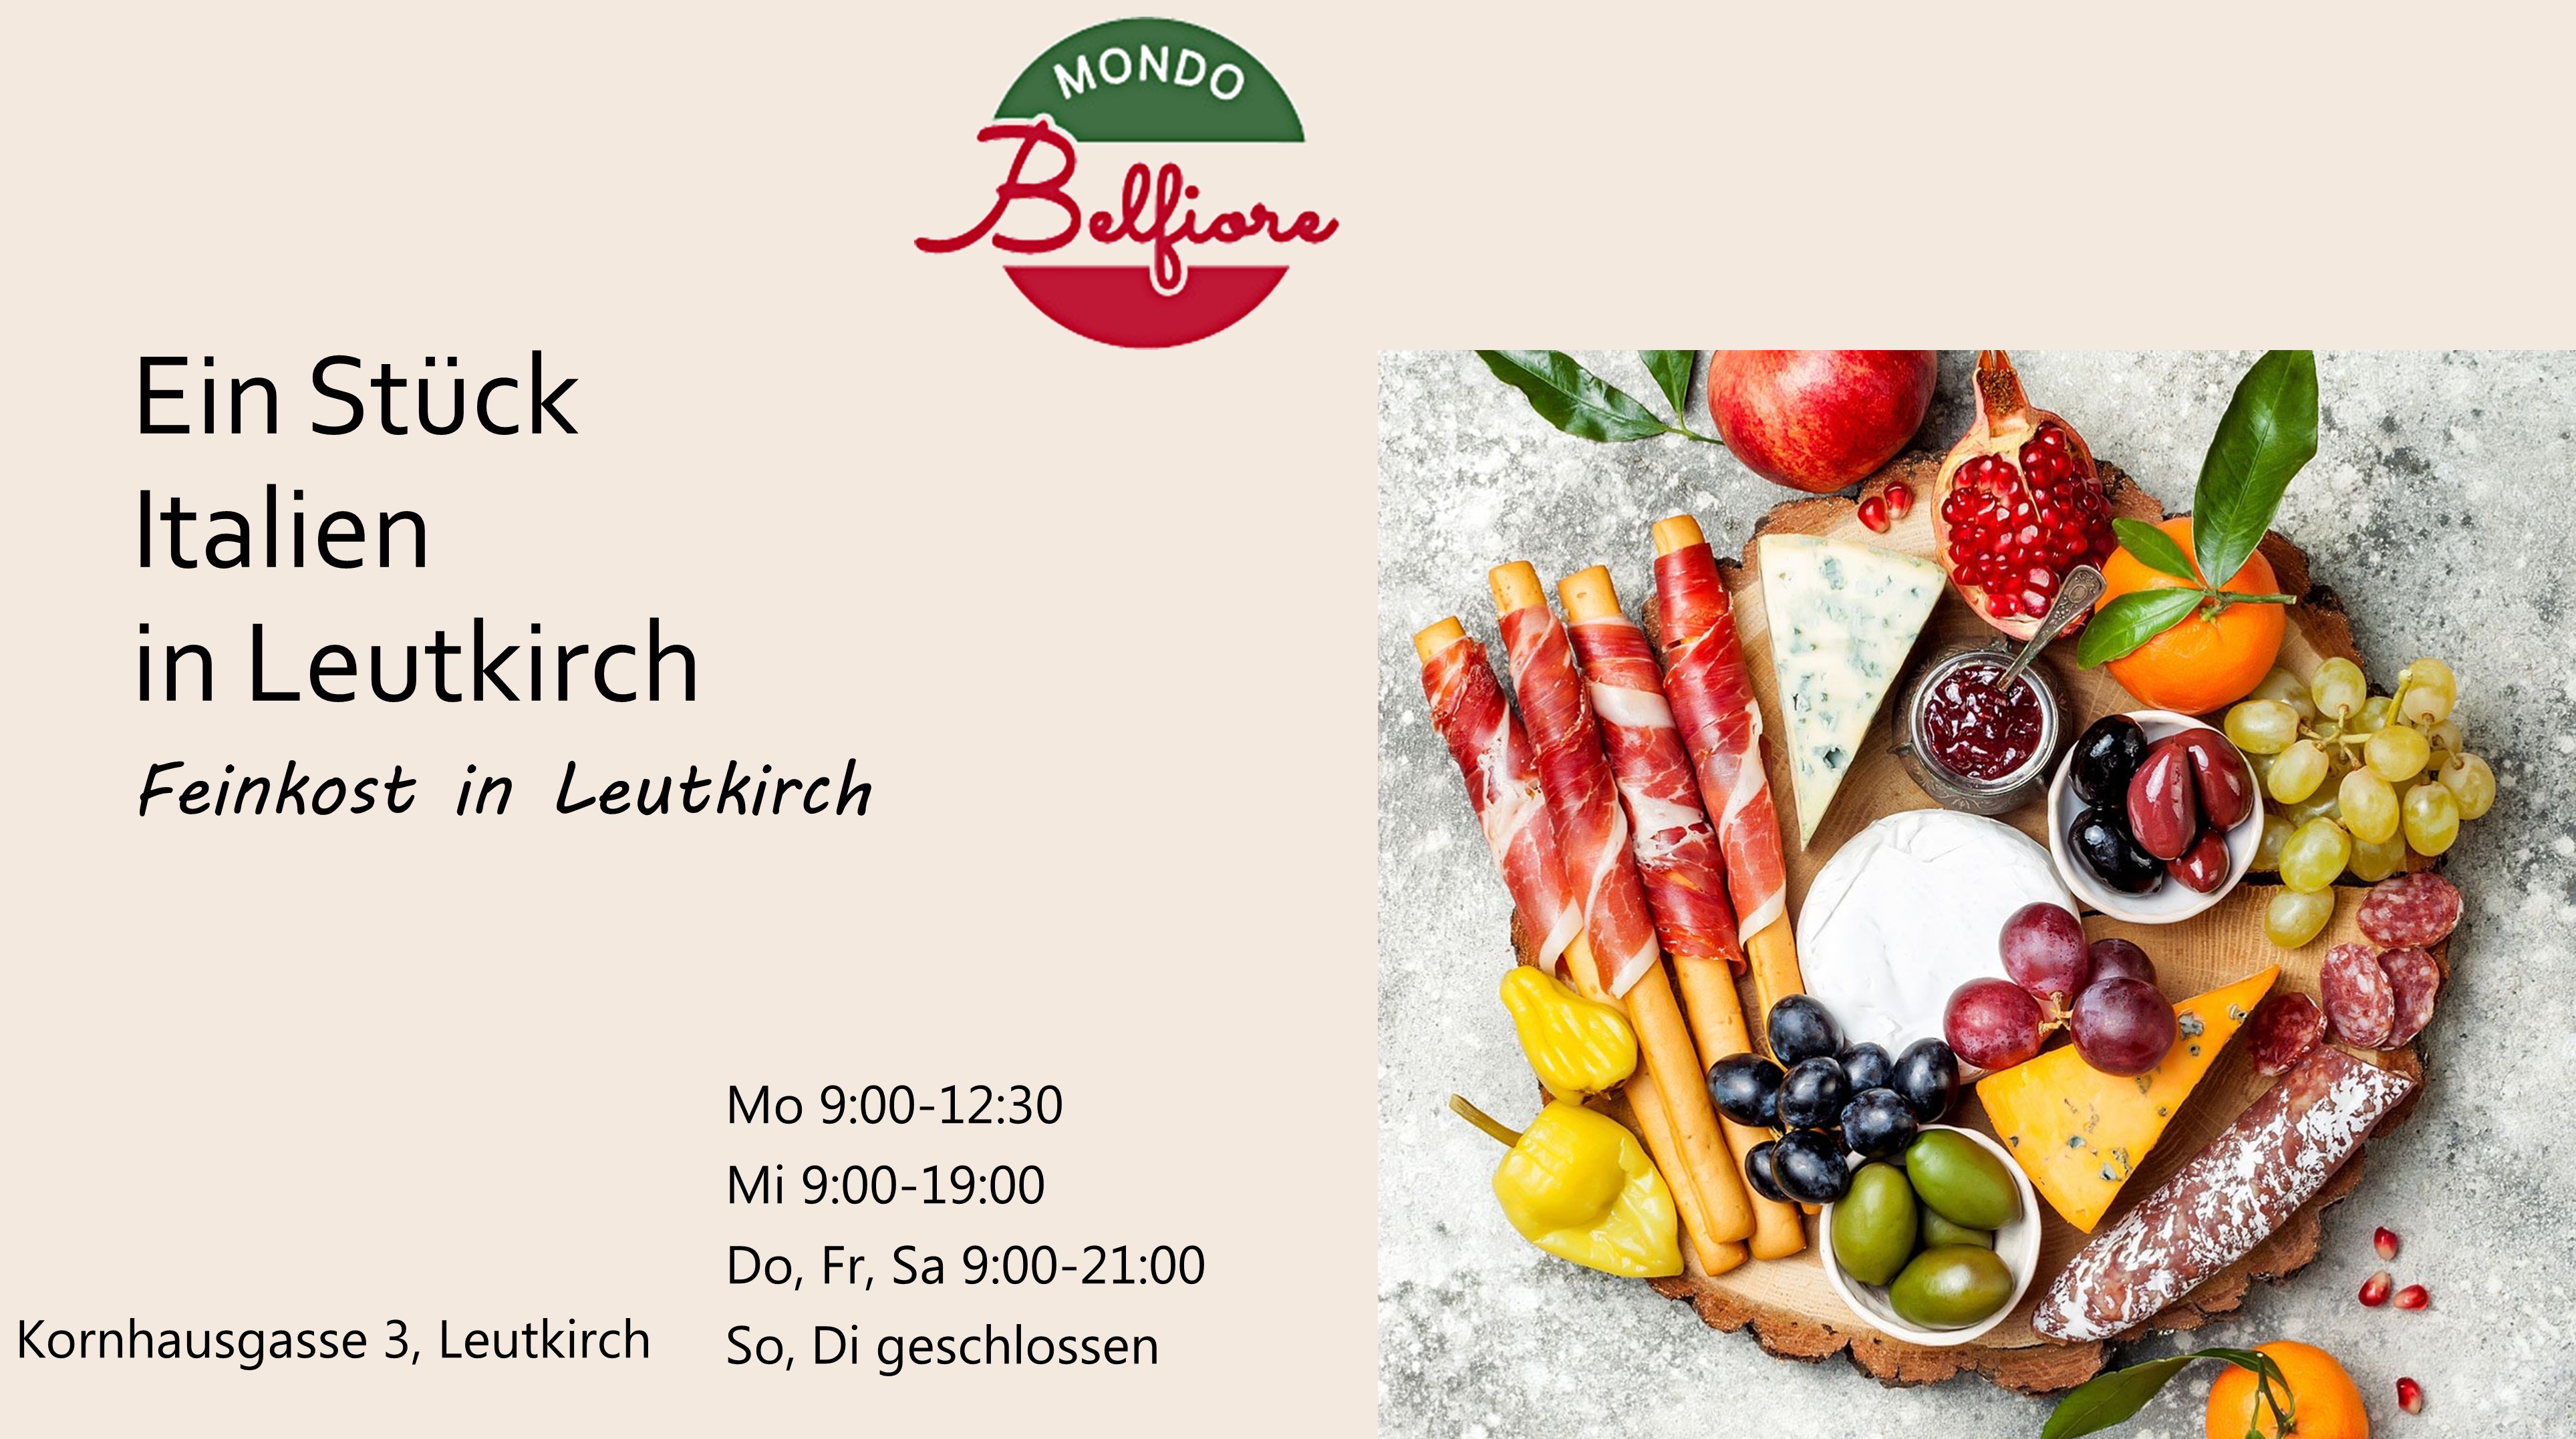 MONDO
Belfiore
Ein Stück
Italien
in Leutkirch
Feinkost in Leutkirch
Mo 9:00-12:30
Mi 9:00-19:00
Do, Fr, Sa 9:00-21:00
So, Di geschlossen
Kornhausgasse 3, Leutkirch